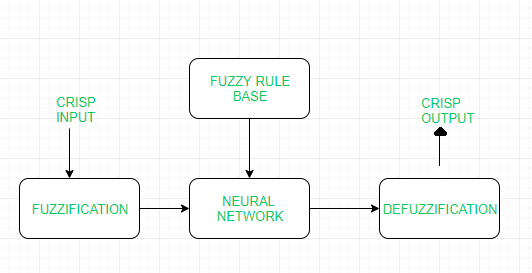 FUZZY RULE
BASE
CRISP
INPUT
CRISP
OUTPUT
FUZZIFICATION
NEURAL
NETWORK
DEFUZZIFICATION